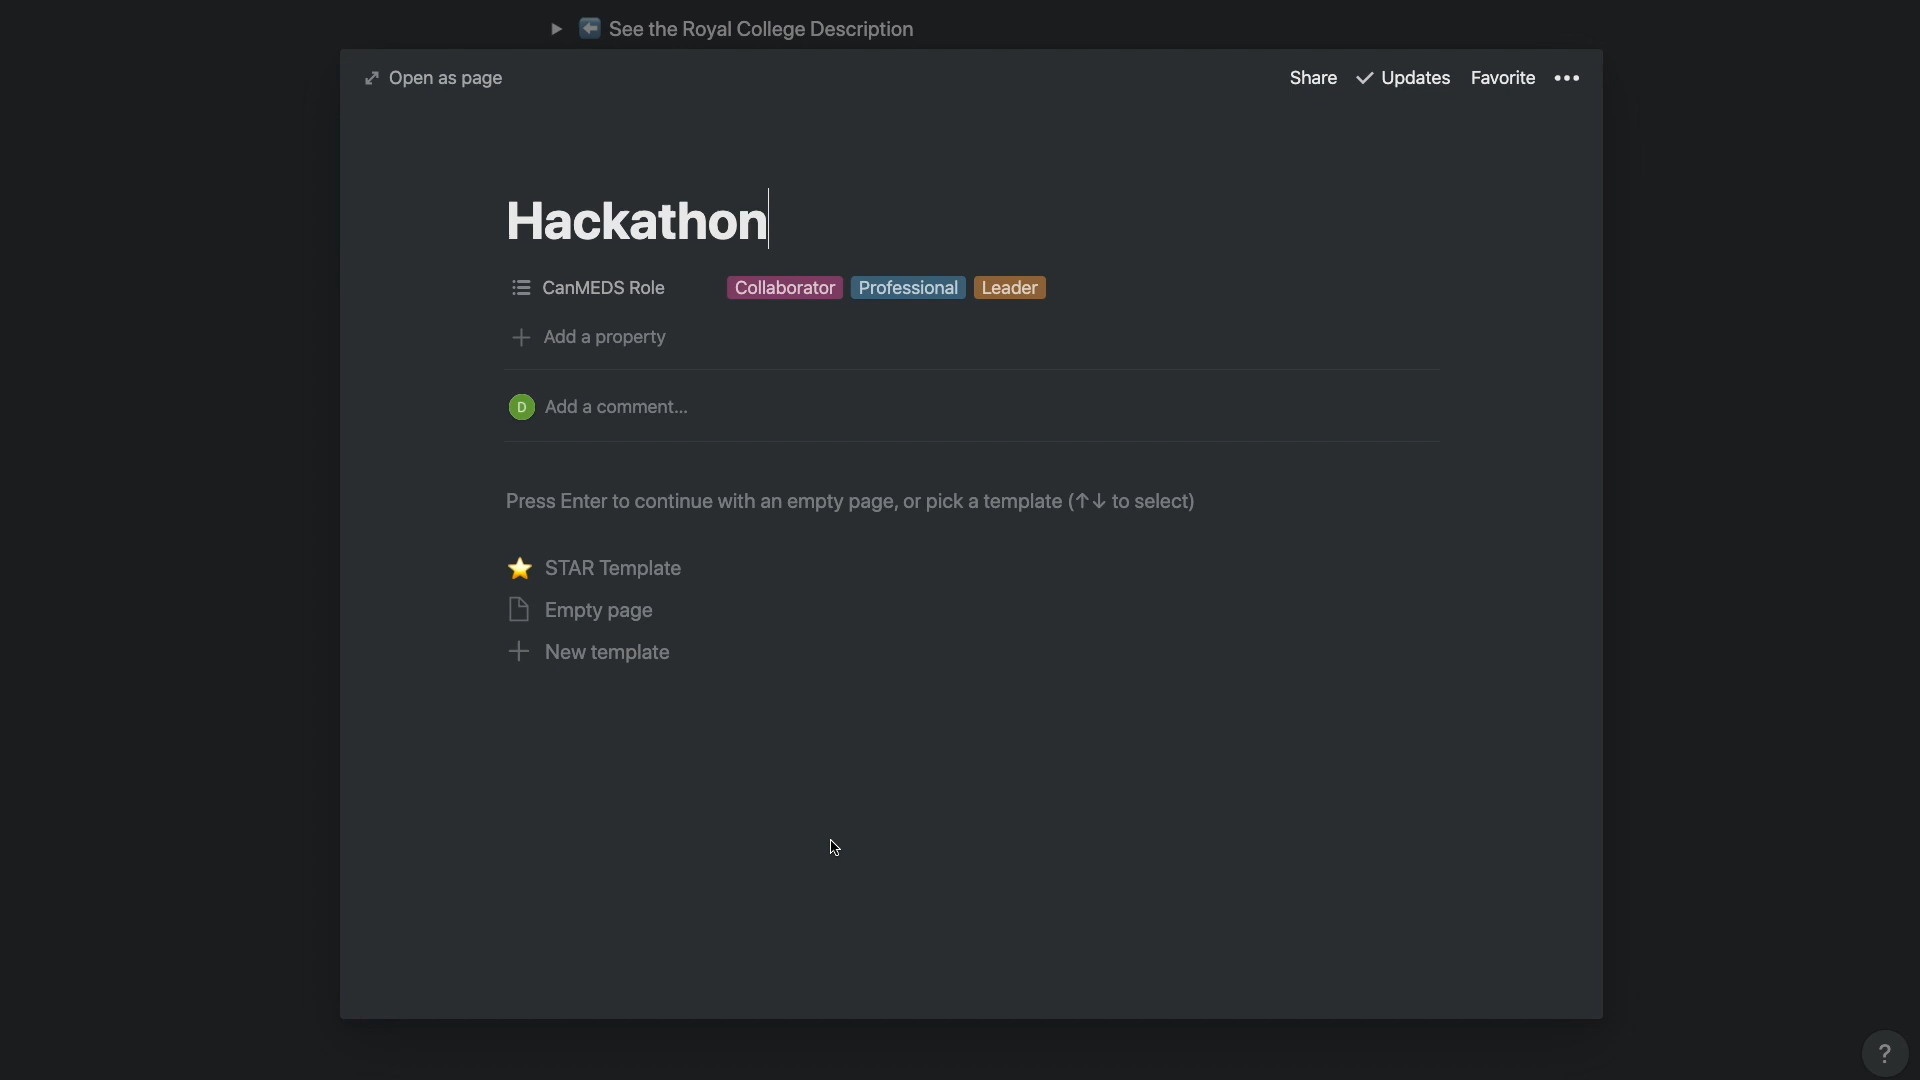 See the Royal College Description
Open as page
Share Updates Favorite
Hackathon
CanMEDS Role Collaborator Professional Leader
Add a property
D Add a comment...
Press Enter to continue with an empty page, or pick a template (↑↓ to select)
STAR Template
Empty page
New template
?